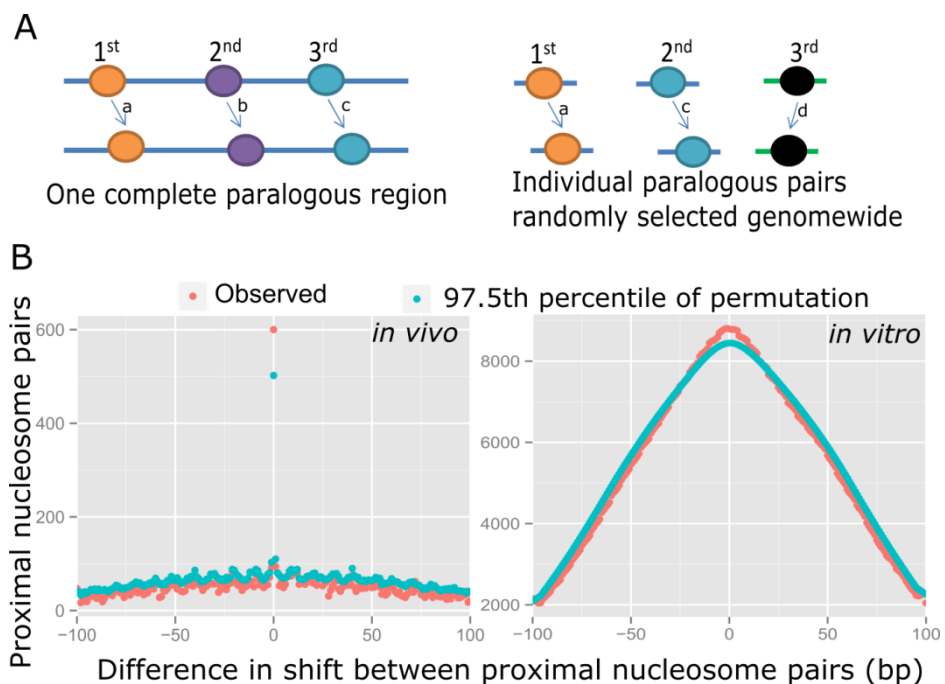 A
1st 2nd 3rd
a b c
One complete paralogous region
1st 2nd 3rd
a c d
Individual paralogous pairs
randomly selected genomewide
B
Observed 97.5th percentile of permutation
Proximal nucleosome pairs
in vivo
600
400
200
0
−100 −50 0 50 100
in vitro
8000
6000
4000
2000
−100 −50 0 50 100
Difference in shift between proximal nucleosome pairs (bp)